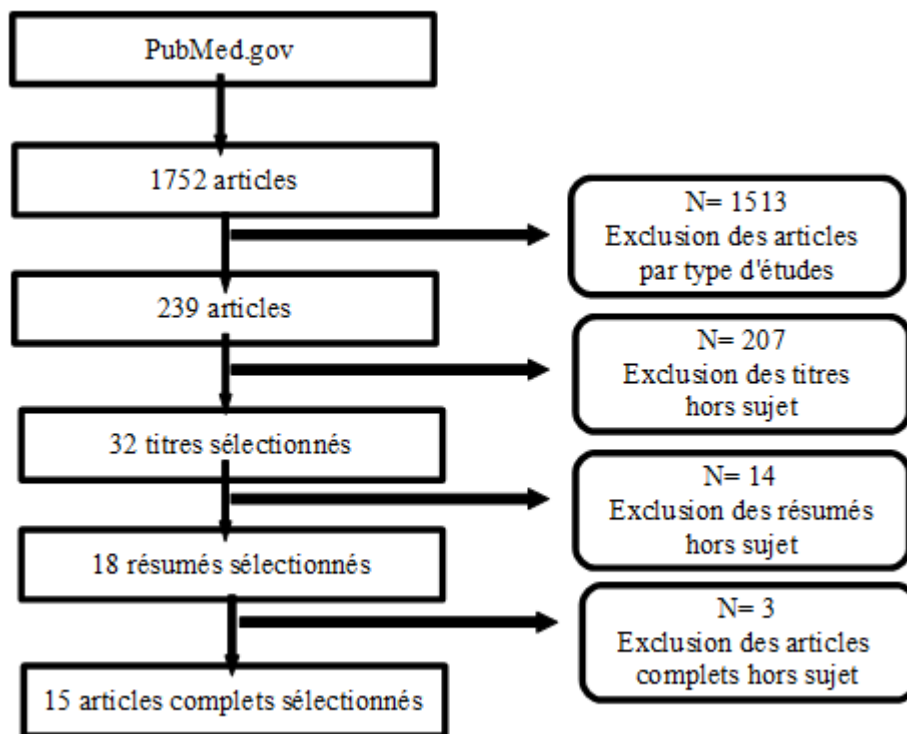 PubMed.gov
1752 articles
N= 1513
Exclusion des articles
par type d'études
239 articles
N= 207
Exclusion des titres
hors sujet
32 titres sélectionnés
N= 14
Exclusion des résumés
hors sujet
18 résumés sélectionnés
N= 3
Exclusion des articles
complets hors sujet
15 articles complets sélectionnés